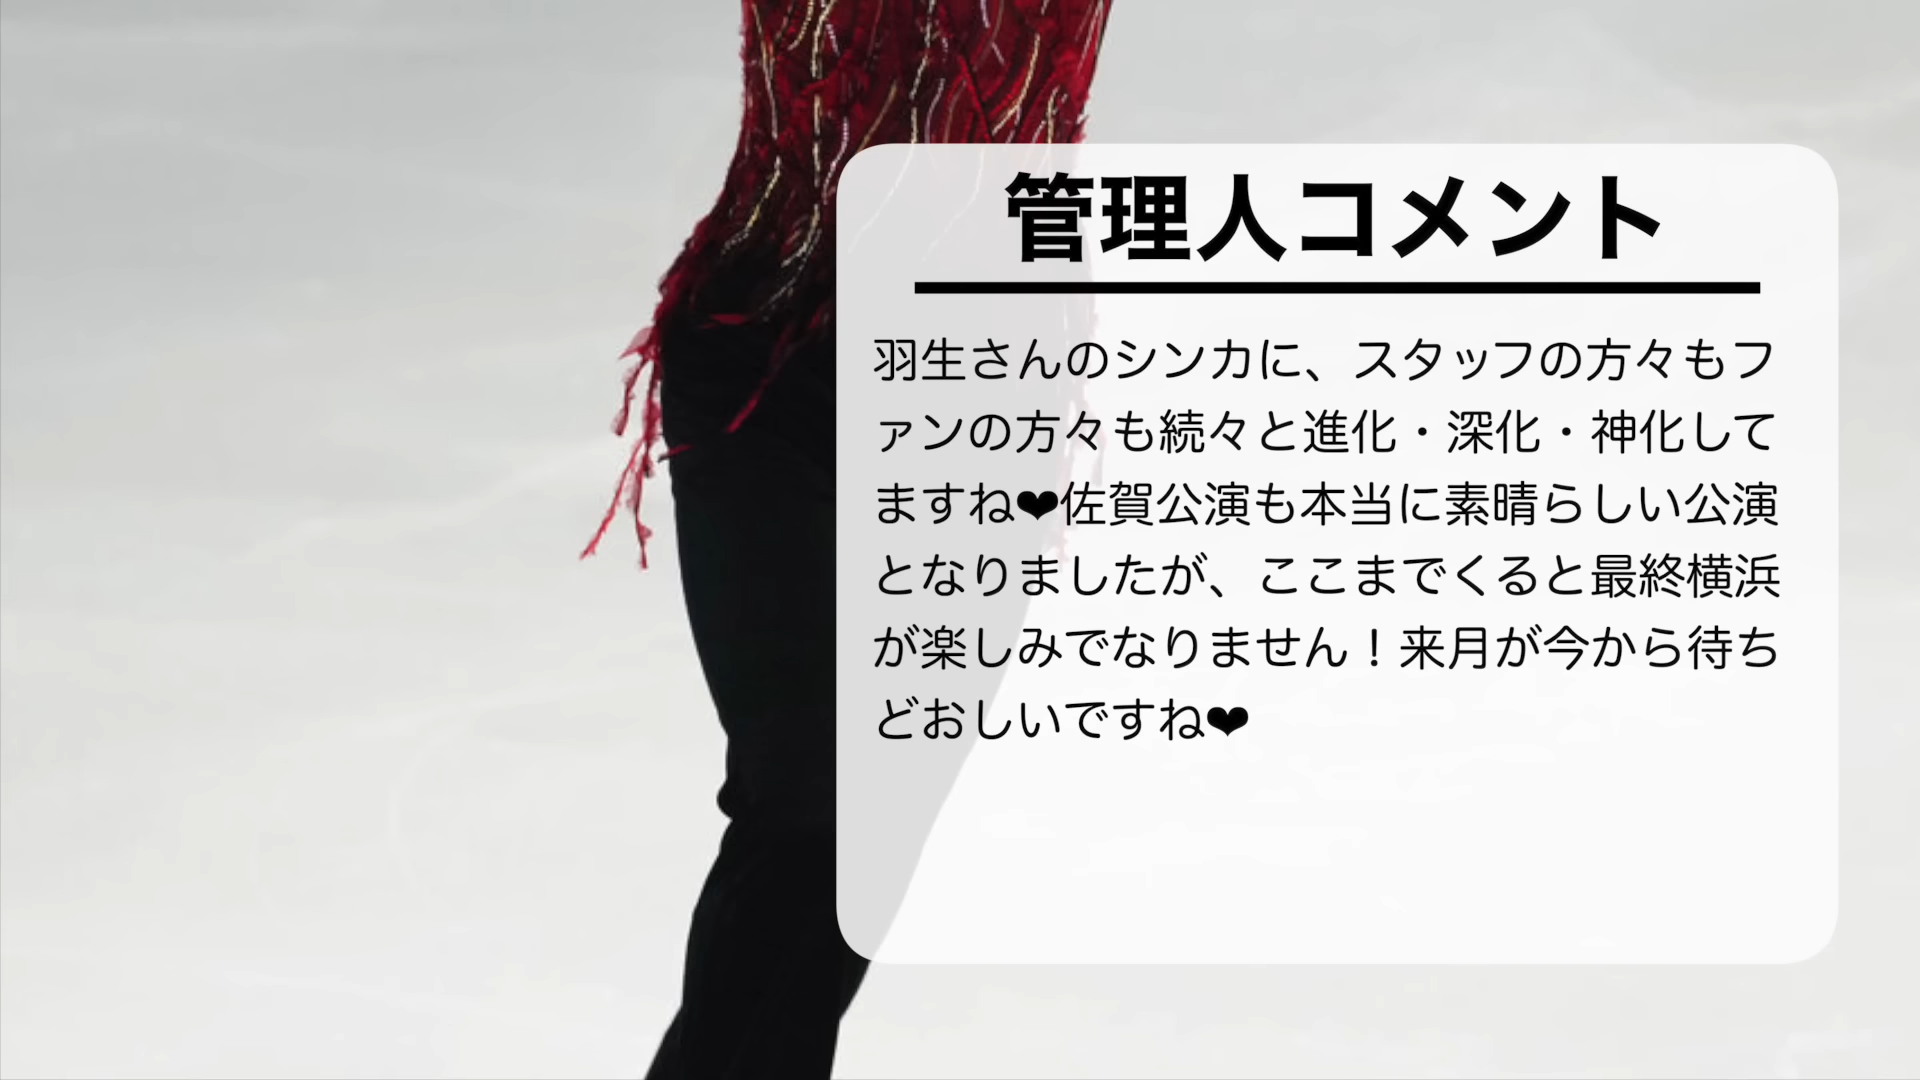 管理人コメント
羽生さんのシンカに、スタッフの方々もフ
ァンの方々も続々と進化・深化・神化して
ますね❤佐賀公演も本当に素晴らしい公演
となりましたが、ここまでくると最終横浜
が楽しみでなりません！来月が今から待ち
どおしいですね❤